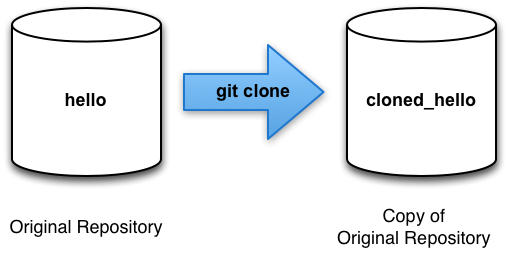 hello
git clone
cloned_hello
Original Repository
Copy of
Original Repository